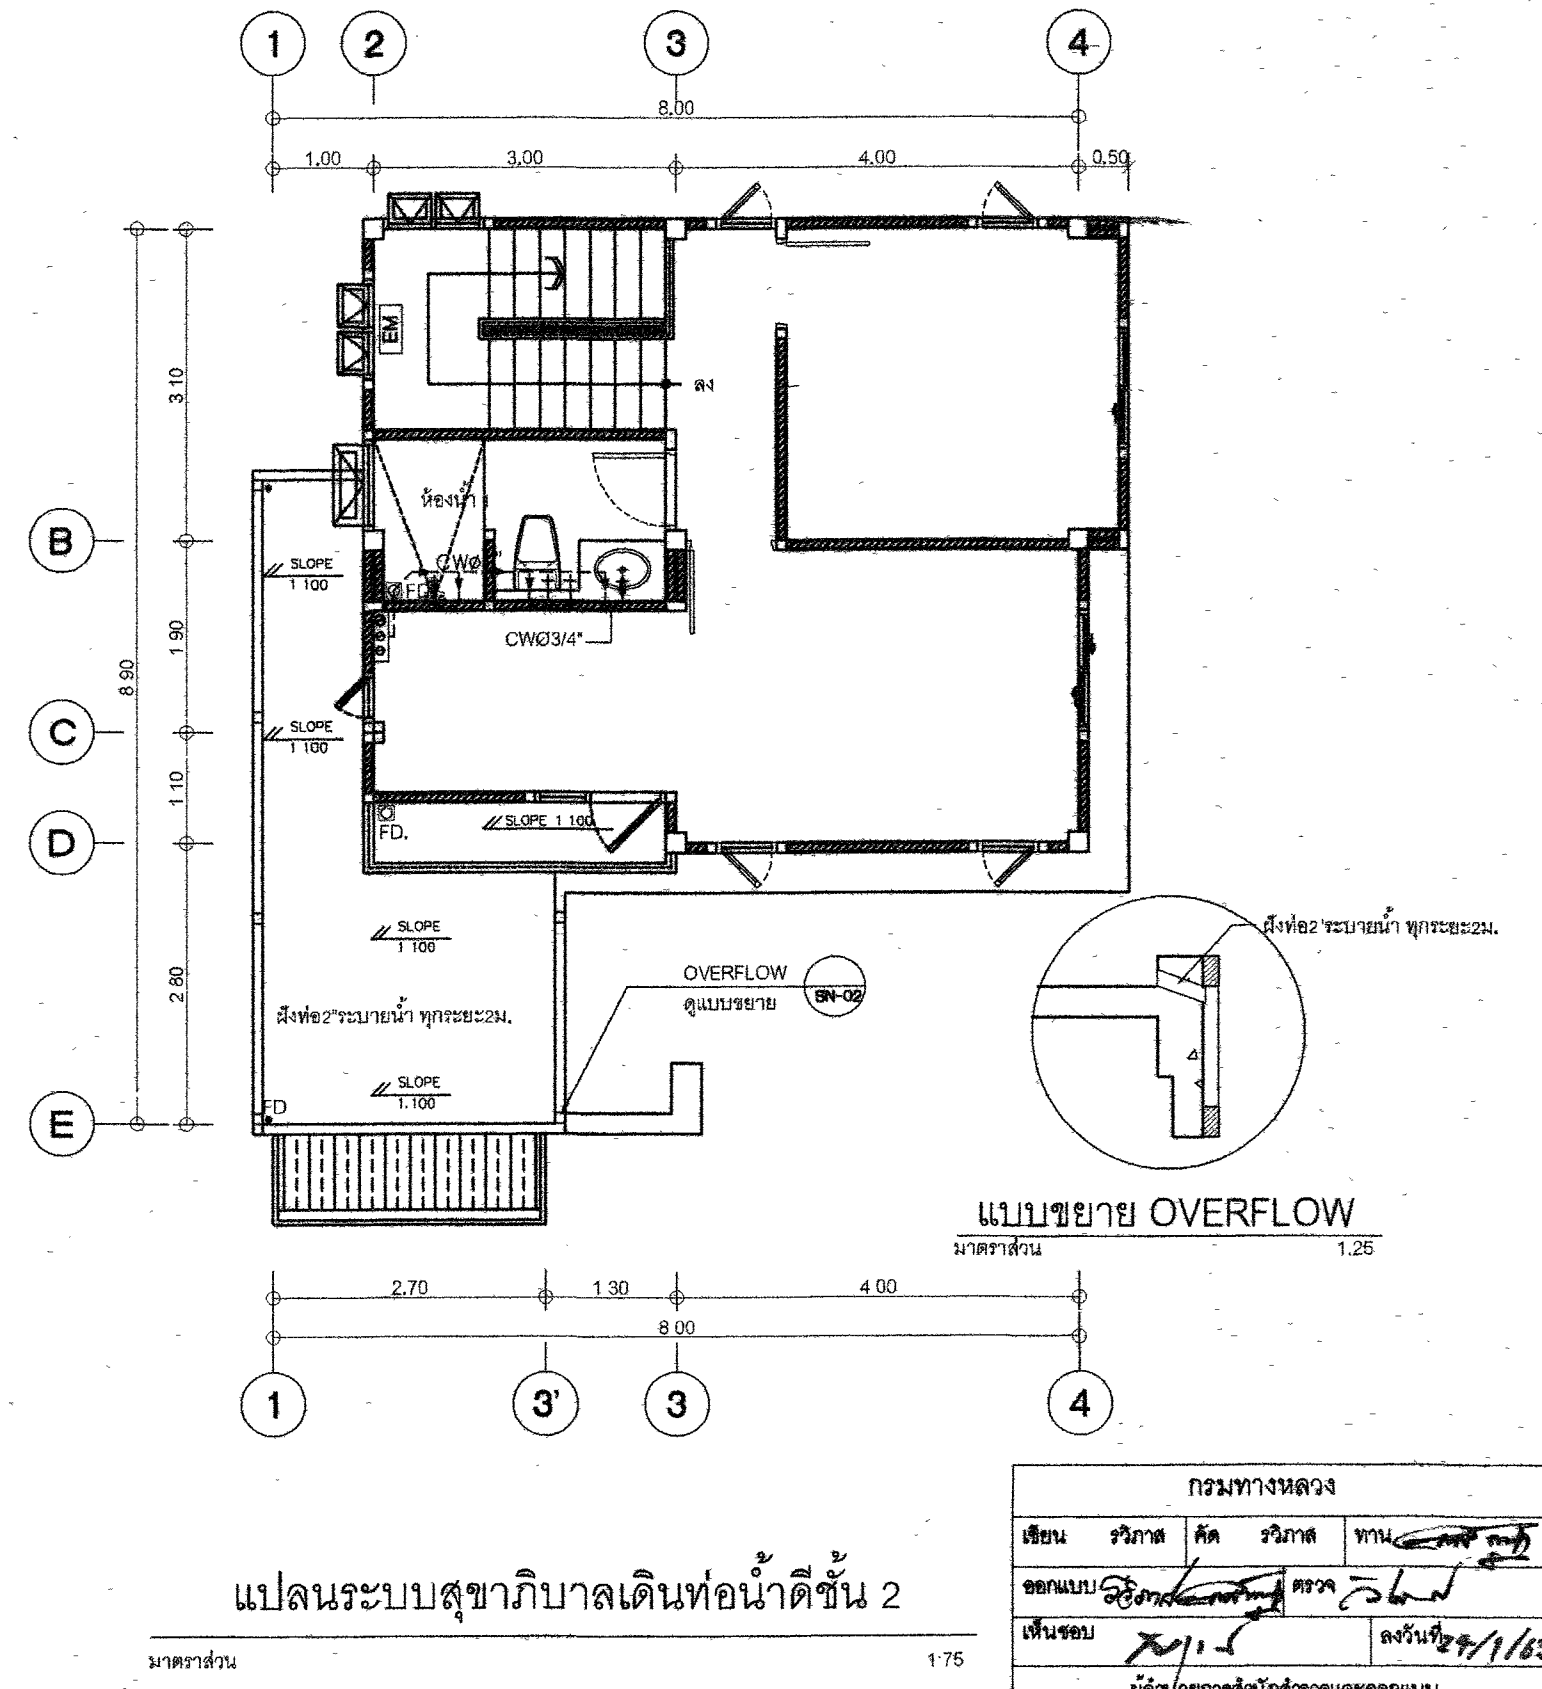 1 2 3 4
8.00
1.00 3.00 4.00 0.50
EM
3 10
ลง
ห้องน้ำ 1
B
SLOPE
1 100
CWØ
FD.
CWØ3/4"
1 90
8 90
C
SLOPE
1 100
1 10
SLOPE 1 100
FD.
D
SLOPE
1 100
ฝังท่อ2"ระบายน้ำ ทุกระยะ2ม.
OVERFLOW
ดูแบบขยาย
SN-02
2 80
ฝังท่อ2"ระบายน้ำ ทุกระยะ2ม.
SLOPE
1.100
FD
E
แบบขยาย OVERFLOW
มาตราส่วน 1.25
2.70 1 30 4 00
8 00
1 3' 3 4
กรมทางหลวง
เขียน รวิภาส คัด รวิภาส ทาน
ออกแบบ ตรวจ
เห็นชอบ ลงวันที่
แปลนระบบสุขาภิบาลเดินท่อน้ำดีชั้น 2
มาตราส่วน 1:75